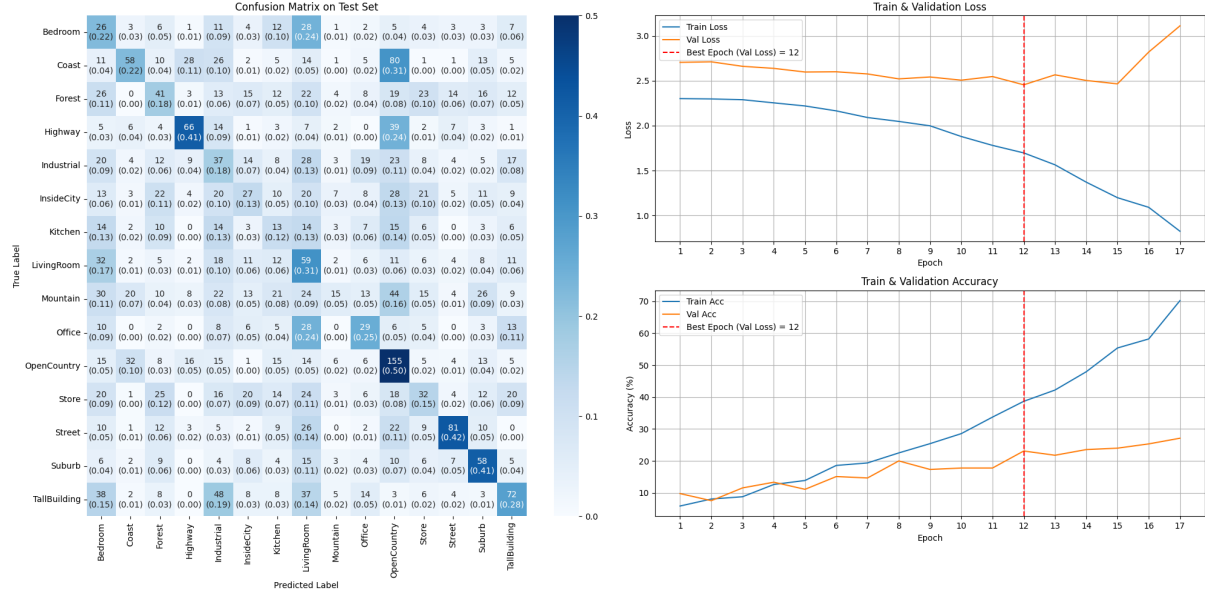 Confusion Matrix on Test Set
True Label
Bedroom
26 3 6 1 11 4 12 28 1 2 5 4 3 3 7
(0.22) (0.03) (0.05) (0.01) (0.09) (0.03) (0.10) (0.24) (0.01) (0.02) (0.04) (0.03) (0.03) (0.03) (0.06)
Coast
11 58 10 28 26 2 5 14 1 5 80 1 1 13 5
(0.04) (0.22) (0.04) (0.11) (0.10) (0.01) (0.02) (0.05) (0.00) (0.02) (0.31) (0.00) (0.00) (0.05) (0.02)
Forest
26 0 41 3 13 15 12 22 4 8 19 23 14 16 12
(0.11) (0.00) (0.18) (0.01) (0.06) (0.07) (0.05) (0.10) (0.02) (0.04) (0.08) (0.10) (0.06) (0.07) (0.05)
Highway
5 6 4 66 14 1 3 7 2 0 39 2 7 3 1
(0.03) (0.04) (0.03) (0.41) (0.09) (0.01) (0.02) (0.04) (0.01) (0.00) (0.24) (0.01) (0.04) (0.02) (0.01)
Industrial
20 4 12 9 37 14 8 28 1 19 23 8 4 5 17
(0.09) (0.02) (0.06) (0.04) (0.18) (0.07) (0.04) (0.13) (0.01) (0.09) (0.11) (0.04) (0.02) (0.02) (0.08)
InsideCity
13 3 22 4 20 27 10 20 7 8 28 21 5 11 9
(0.06) (0.01) (0.11) (0.02) (0.10) (0.13) (0.05) (0.10) (0.03) (0.04) (0.13) (0.10) (0.02) (0.05) (0.04)
Kitchen
14 2 10 0 14 3 13 14 3 7 15 6 0 3 6
(0.13) (0.02) (0.09) (0.00) (0.13) (0.03) (0.12) (0.13) (0.03) (0.06) (0.14) (0.05) (0.00) (0.03) (0.05)
LivingRoom
32 2 5 2 18 11 12 59 2 6 11 6 4 8 11
(0.17) (0.01) (0.03) (0.01) (0.10) (0.06) (0.06) (0.31) (0.01) (0.03) (0.06) (0.03) (0.02) (0.04) (0.06)
Mountain
30 20 10 8 22 13 21 24 15 13 44 15 4 26 9
(0.11) (0.07) (0.04) (0.03) (0.08) (0.05) (0.08) (0.09) (0.05) (0.05) (0.16) (0.05) (0.01) (0.09) (0.03)
Office
10 0 2 0 8 6 5 28 0 29 6 5 0 3 13
(0.09) (0.00) (0.02) (0.00) (0.07) (0.05) (0.04) (0.24) (0.00) (0.25) (0.05) (0.04) (0.00) (0.03) (0.11)
OpenCountry
15 32 8 16 15 1 15 14 6 6 155 5 4 13 5
(0.05) (0.10) (0.03) (0.05) (0.05) (0.00) (0.05) (0.05) (0.02) (0.02) (0.50) (0.02) (0.01) (0.04) (0.02)
Store
20 1 25 0 16 20 14 24 3 6 18 32 4 12 20
(0.09) (0.00) (0.12) (0.00) (0.07) (0.09) (0.07) (0.11) (0.01) (0.03) (0.08) (0.15) (0.02) (0.06) (0.09)
Street
10 1 12 3 5 2 9 26 0 2 22 9 81 10 0
(0.05) (0.01) (0.06) (0.02) (0.03) (0.01) (0.05) (0.14) (0.00) (0.01) (0.11) (0.05) (0.42) (0.05) (0.00)
Suburb
6 2 9 0 4 8 4 15 3 4 10 6 7 58 5
(0.04) (0.01) (0.06) (0.00) (0.03) (0.06) (0.03) (0.11) (0.02) (0.03) (0.07) (0.04) (0.05) (0.41) (0.04)
TallBuilding
38 2 8 0 48 8 8 37 4 14 3 6 4 3 72
(0.15) (0.01) (0.03) (0.00) (0.19) (0.03) (0.03) (0.14) (0.02) (0.05) (0.01) (0.02) (0.02) (0.01) (0.28)
Bedroom
Coast
Forest
Highway
Industrial
InsideCity
Kitchen
LivingRoom
Mountain
Office
OpenCountry
Store
Street
Suburb
TallBuilding
Predicted Label
0.5
0.4
0.3
0.2
0.1
0.0
Train & Validation Loss
Train Loss
Val Loss
Best Epoch (Val Loss) = 12
Loss
3.0
2.5
2.0
1.5
1.0
1 2 3 4 5 6 7 8 9 10 11 12 13 14 15 16 17
Epoch
Train & Validation Accuracy
Train Acc
Val Acc
Best Epoch (Val Loss) = 12
Accuracy (%)
70
60
50
40
30
20
10
1 2 3 4 5 6 7 8 9 10 11 12 13 14 15 16 17
Epoch